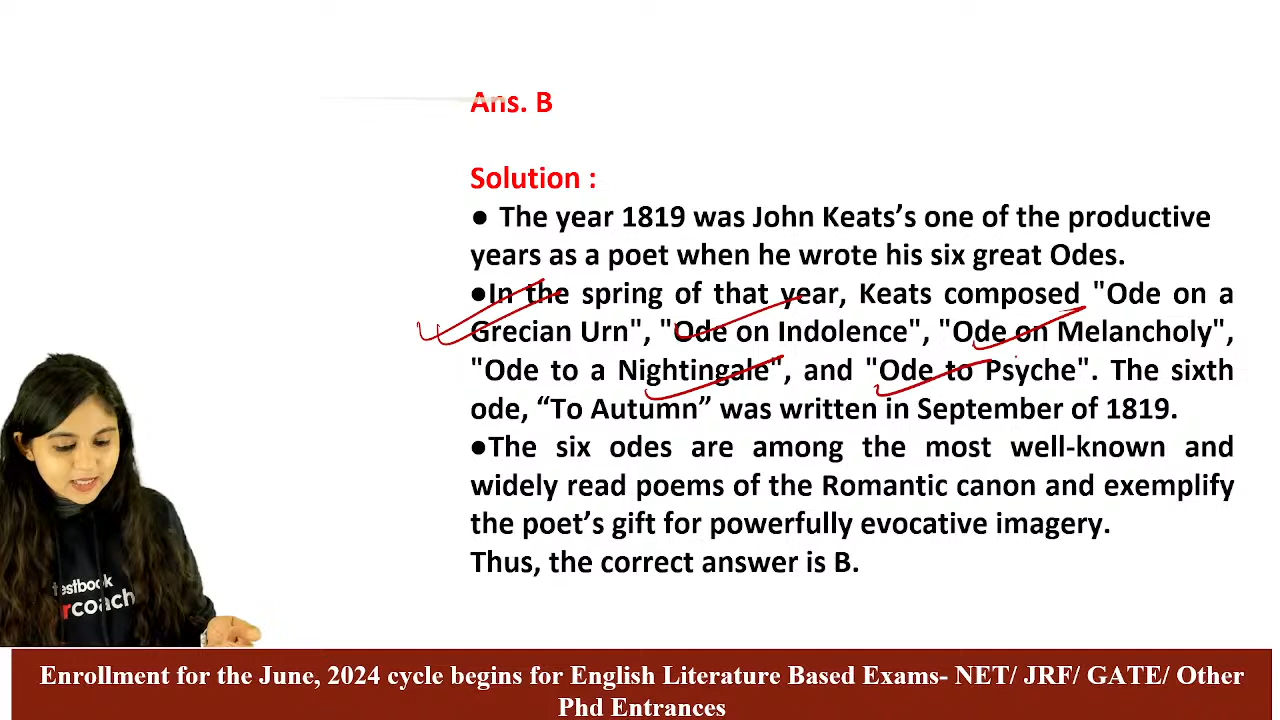 Ans. B
Solution :
● The year 1819 was John Keats’s one of the productive
years as a poet when he wrote his six great Odes.
●In the spring of that year, Keats composed "Ode on a
Grecian Urn", "Ode on Indolence", "Ode on Melancholy",
"Ode to a Nightingale", and "Ode to Psyche". The sixth
ode, “To Autumn” was written in September of 1819.
●The six odes are among the most well-known and
widely read poems of the Romantic canon and exemplify
the poet’s gift for powerfully evocative imagery.
Thus, the correct answer is B.
testbook
rcoach
Enrollment for the June, 2024 cycle begins for English Literature Based Exams- NET/ JRF/ GATE/ Other
Phd Entrances